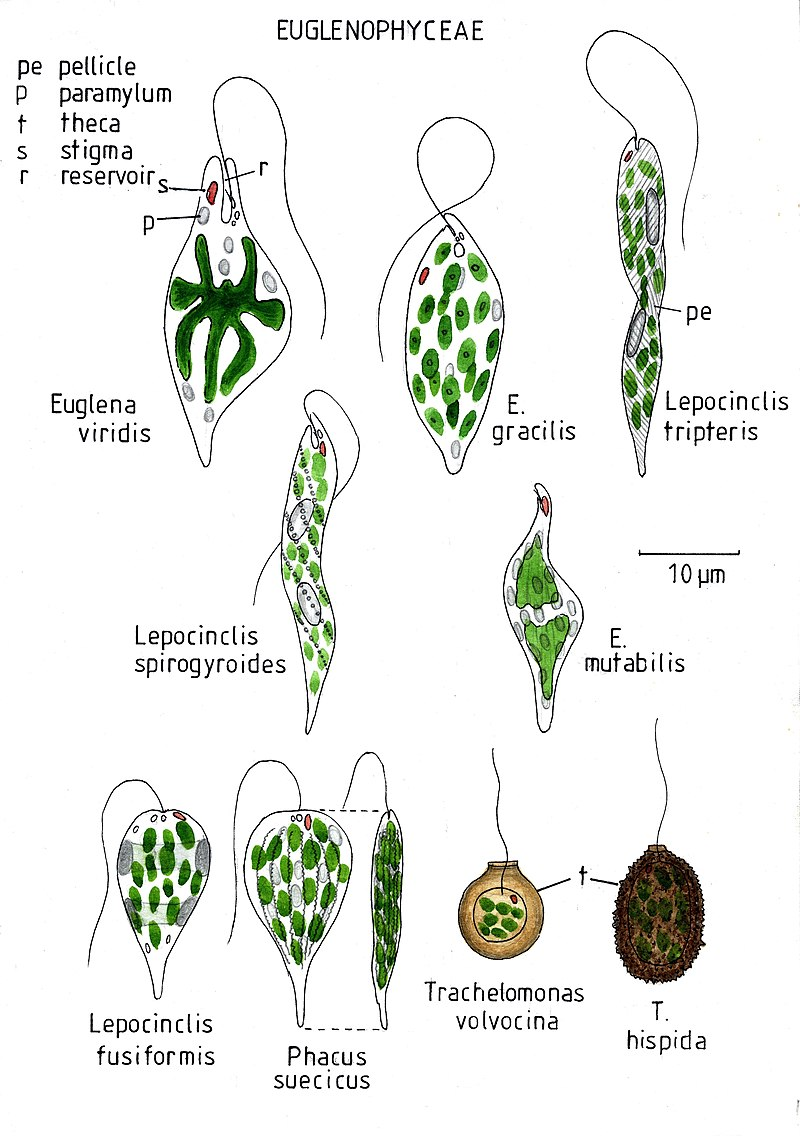 EUGLENOPHYCEAE
pe pellicle
p paramylum
t theca
s stigma
r reservoir
s
r
p
pe
Euglena
viridis
E.
gracilis
Lepocinclis
tripteris
10 µm
Lepocinclis
spirogyroides
E.
mutabilis
t
Lepocinclis
fusiformis
Phacus
suecicus
Trachelomonas
volvocina
T.
hispida